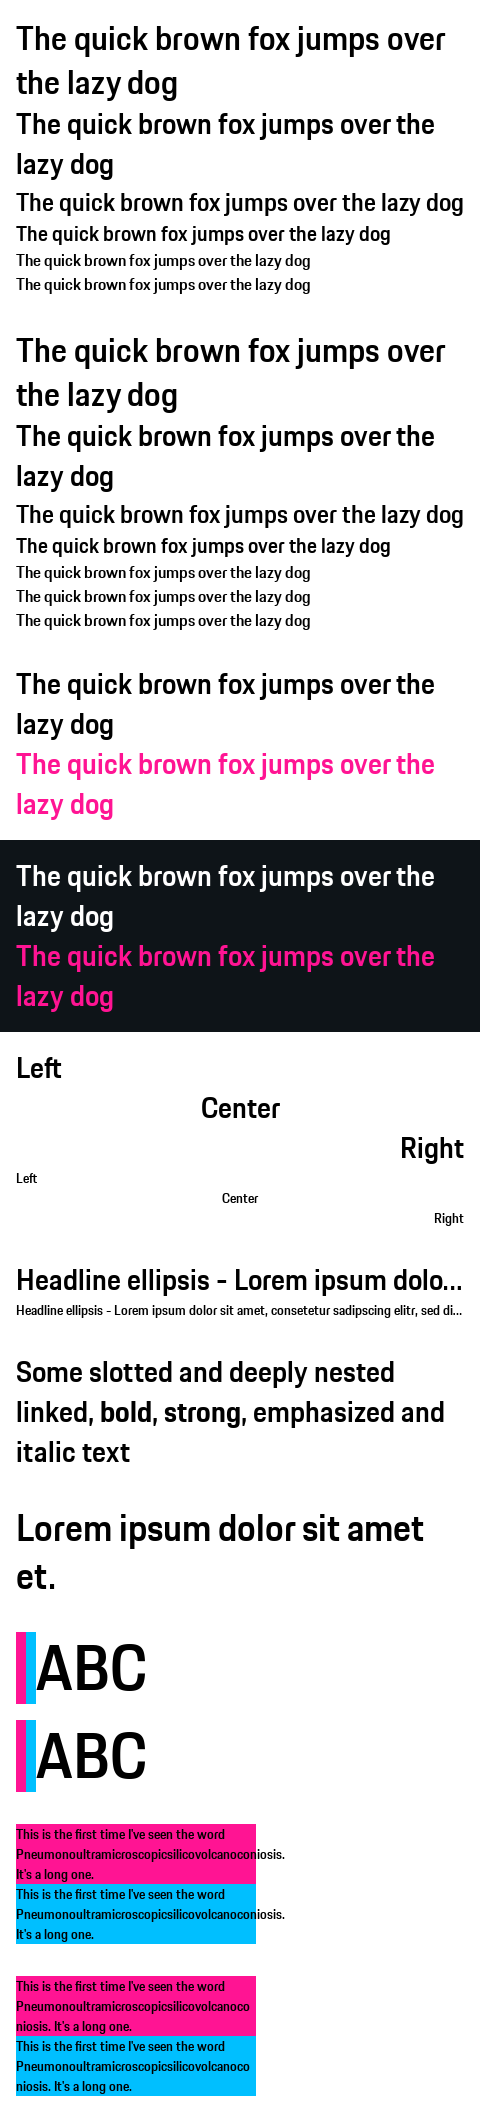 The quick brown fox jumps over
the lazy dog
The quick brown fox jumps over the
lazy dog
The quick brown fox jumps over the lazy dog
The quick brown fox jumps over the lazy dog
The quick brown fox jumps over the lazy dog
The quick brown fox jumps over the lazy dog
The quick brown fox jumps over
the lazy dog
The quick brown fox jumps over the
lazy dog
The quick brown fox jumps over the lazy dog
The quick brown fox jumps over the lazy dog
The quick brown fox jumps over the lazy dog
The quick brown fox jumps over the lazy dog
The quick brown fox jumps over the lazy dog
The quick brown fox jumps over the
lazy dog
The quick brown fox jumps over the
lazy dog
The quick brown fox jumps over the
lazy dog
The quick brown fox jumps over the
lazy dog
Left
Center
Right
Left
Center
Right
Headline ellipsis - Lorem ipsum dolo...
Headline ellipsis - Lorem ipsum dolor sit amet, consetetur sadipscing elitr, sed di...
Some slotted and deeply nested
linked, bold, strong, emphasized and
italic text
Lorem ipsum dolor sit amet
et.
ABC
ABC
This is the first time I've seen the word
Pneumonoultramicroscopicsilicovolcanoconiosis.
It's a long one.
This is the first time I've seen the word
Pneumonoultramicroscopicsilicovolcanoconiosis.
It's a long one.
This is the first time I've seen the word
Pneumonoultramicroscopicsilicovolcanoco
niosis. It's a long one.
This is the first time I've seen the word
Pneumonoultramicroscopicsilicovolcanoco
niosis. It's a long one.